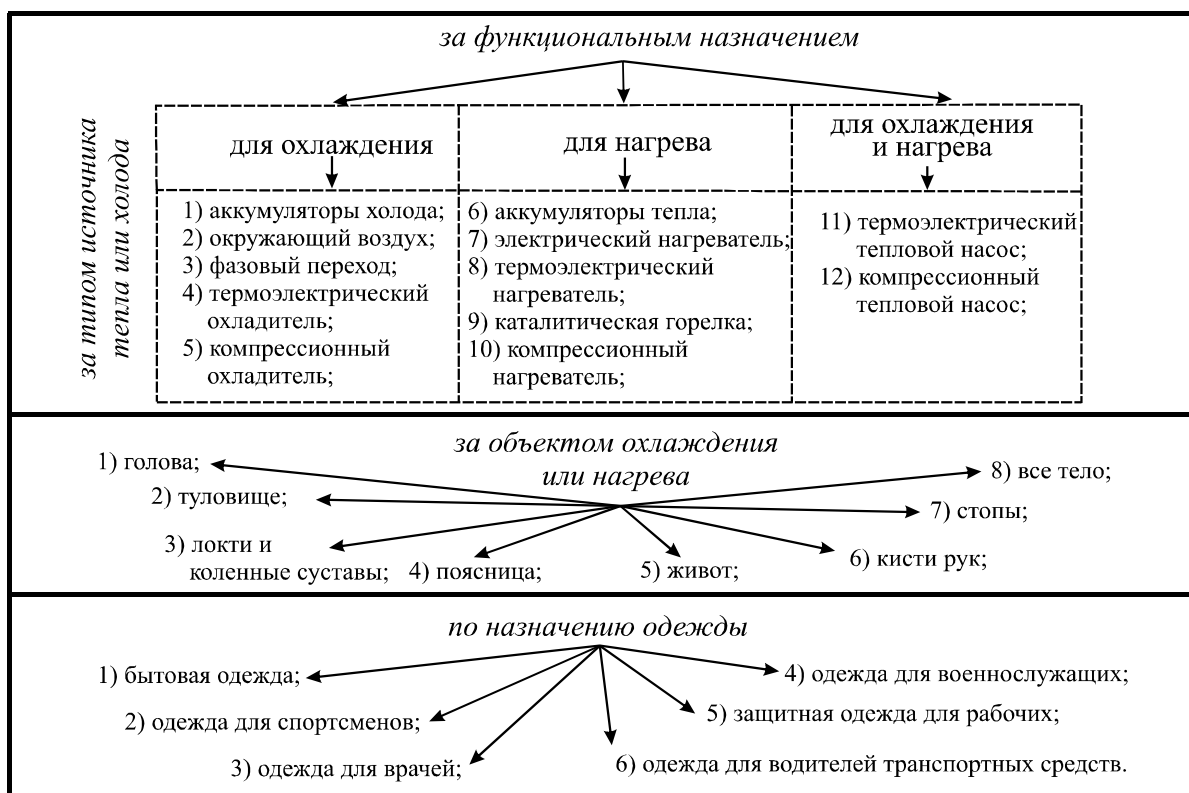 за функциональным назначением
за типом источника
тепла или холода
для охлаждения
1) аккумуляторы холода;
2) окружающий воздух;
3) фазовый переход;
4) термоэлектрический
охладитель;
5) компрессионный
охладитель;
для нагрева
6) аккумуляторы тепла;
7) электрический нагреватель;
8) термоэлектрический
нагреватель;
9) каталитическая горелка;
10) компрессионный
нагреватель;
для охлаждения
и нагрева
11) термоэлектрический
тепловой насос;
12) компрессионный
тепловой насос;
за объектом охлаждения
или нагрева
1) голова;
2) туловище;
3) локти и
коленные суставы;
4) поясница;
5) живот;
6) кисти рук;
7) стопы;
8) все тело;
по назначению одежды
1) бытовая одежда;
2) одежда для спортсменов;
3) одежда для врачей;
4) одежда для военнослужащих;
5) защитная одежда для рабочих;
6) одежда для водителей транспортных средств.